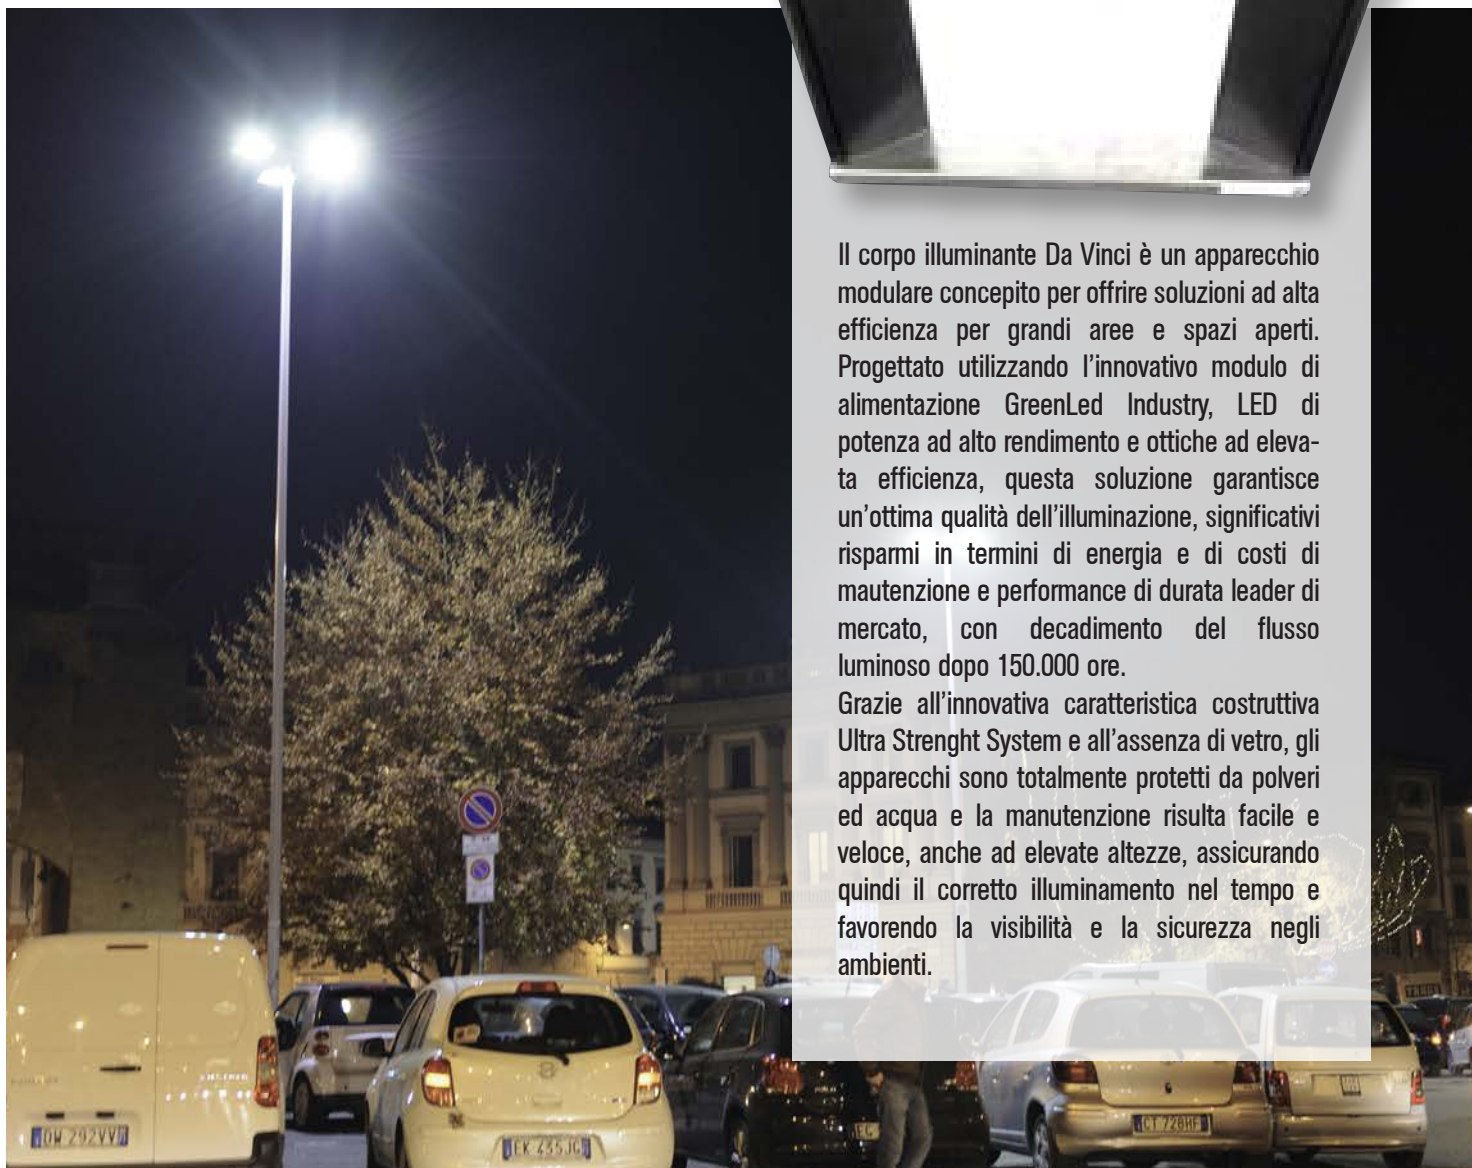 Il corpo illuminante Da Vinci è un apparecchio
modulare concepito per offrire soluzioni ad alta
efficienza per grandi aree e spazi aperti.
Progettato utilizzando l’innovativo modulo di
alimentazione GreenLed Industry, LED di
potenza ad alto rendimento e ottiche ad eleva-
ta efficienza, questa soluzione garantisce
un’ottima qualità dell’illuminazione, significativi
risparmi in termini di energia e di costi di
mautenzione e performance di durata leader di
mercato, con decadimento del flusso
luminoso dopo 150.000 ore.
Grazie all’innovativa caratteristica costruttiva
Ultra Strenght System e all’assenza di vetro, gli
apparecchi sono totalmente protetti da polveri
ed acqua e la manutenzione risulta facile e
veloce, anche ad elevate altezze, assicurando
quindi il corretto illuminamento nel tempo e
favorendo la visibilità e la sicurezza negli
ambienti.
DW 292VV
EK 455JG
EG
CT 728HF